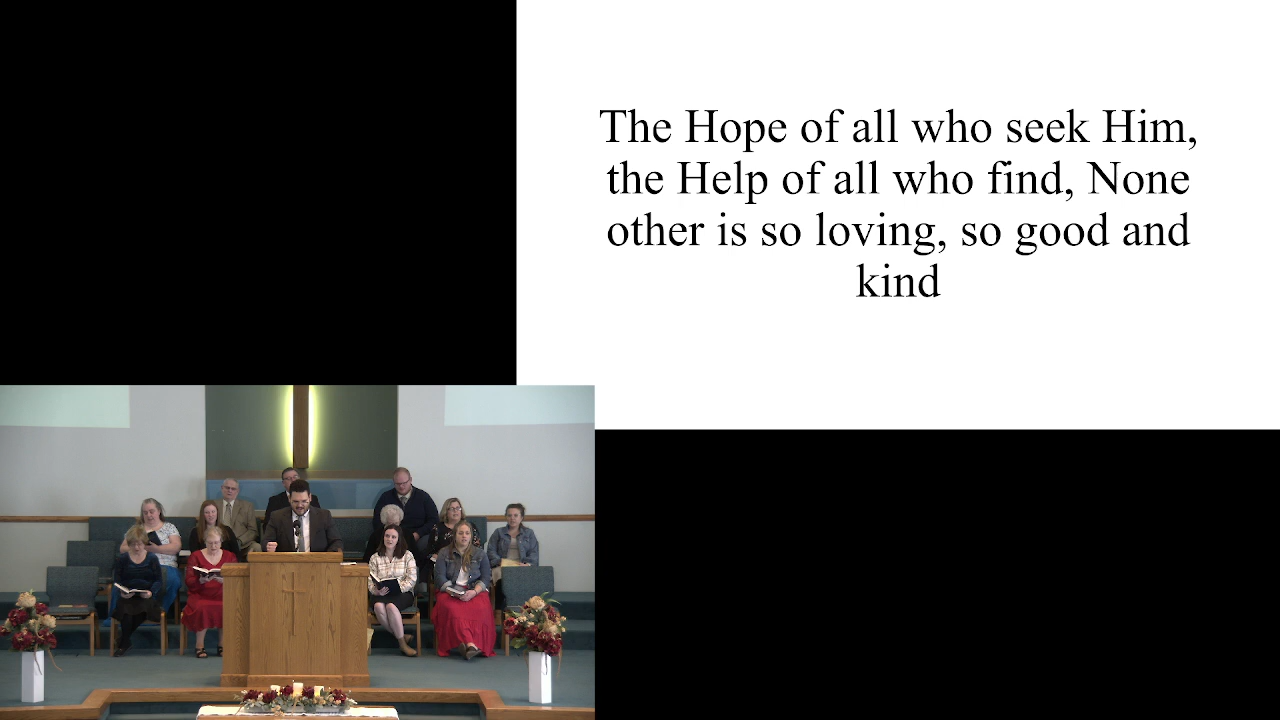 The Hope of all who seek Him,
the Help of all who find, None
other is so loving, so good and
kind